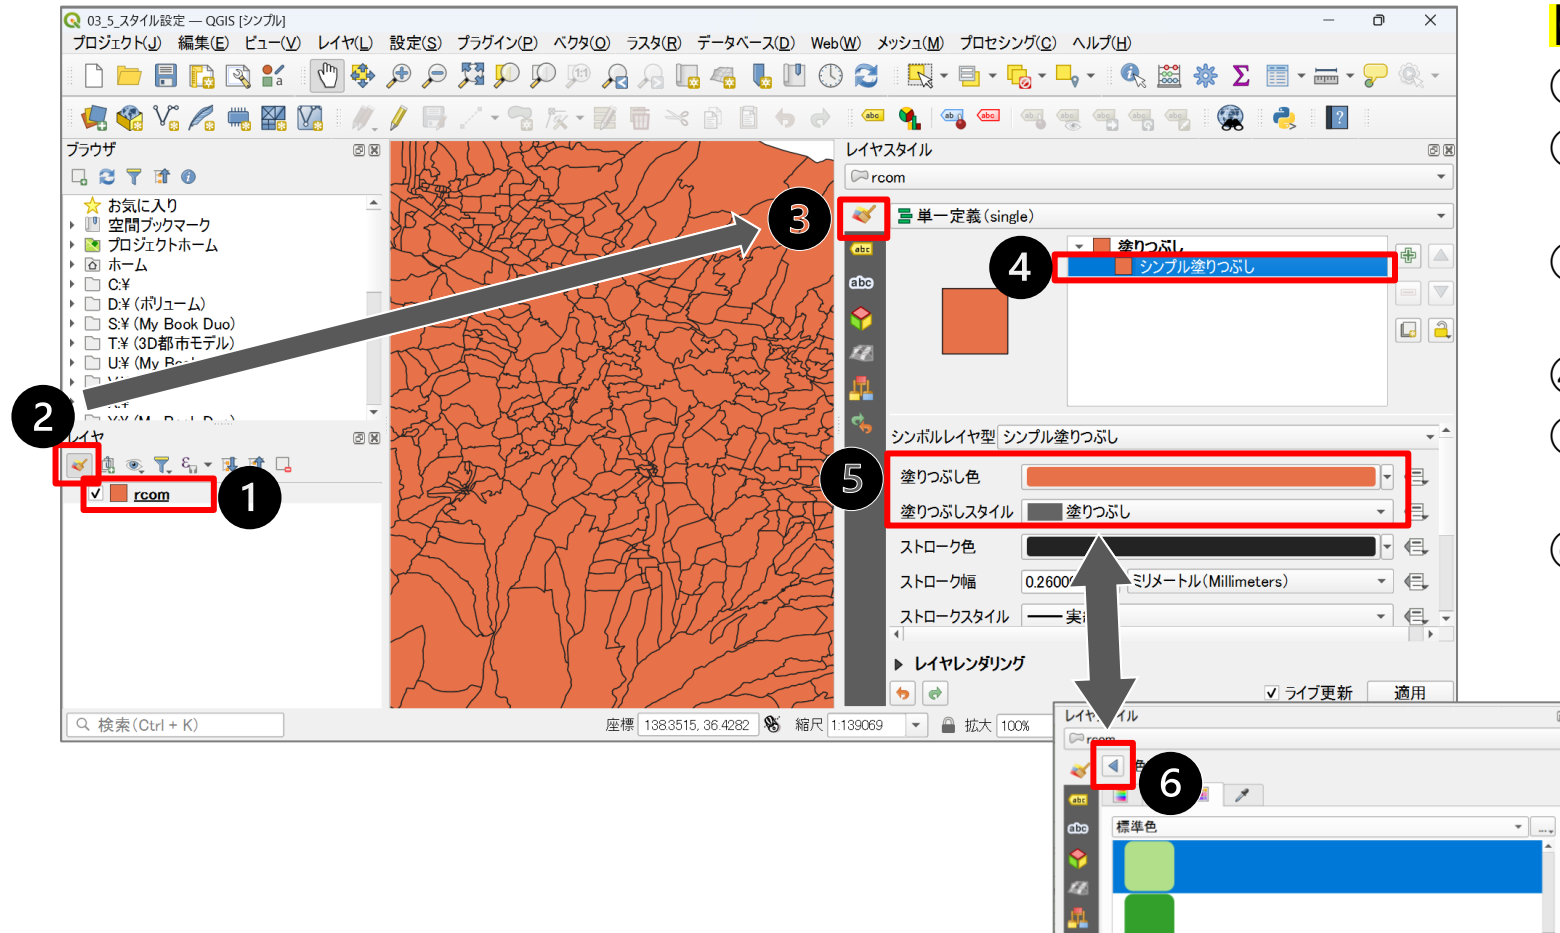 03_5_スタイル設定 — QGIS [シンプル]
プロジェクト(J) 編集(E) ビュー(V) レイヤ(L) 設定(S) プラグイン(P) ベクタ(O) ラスタ(R) データベース(D) Web(W) メッシュ(M) プロセシング(C) ヘルプ(H)
ブラウザ
お気に入り
空間ブックマーク
プロジェクトホーム
ホーム
C:¥
D:¥ (ボリューム)
S:¥ (My Book Duo)
T:¥ (3D都市モデル)
U:¥ (My
2
レイヤ
rcom
1
検索(Ctrl + K)
座標 138.3515, 36.4282 縮尺 1:139069 拡大 100%
レイヤスタイル
rcom
3
単一定義(single)
塗りつぶし
4
シンプル塗りつぶし
シンボルレイヤ型 シンプル塗りつぶし
5
塗りつぶし色
塗りつぶしスタイル 塗りつぶし
ストローク色
ストローク幅 0.2600 ミリメートル(Millimeters)
ストロークスタイル
レイヤレンダリング
ライブ更新 適用
rcom
6
標準色